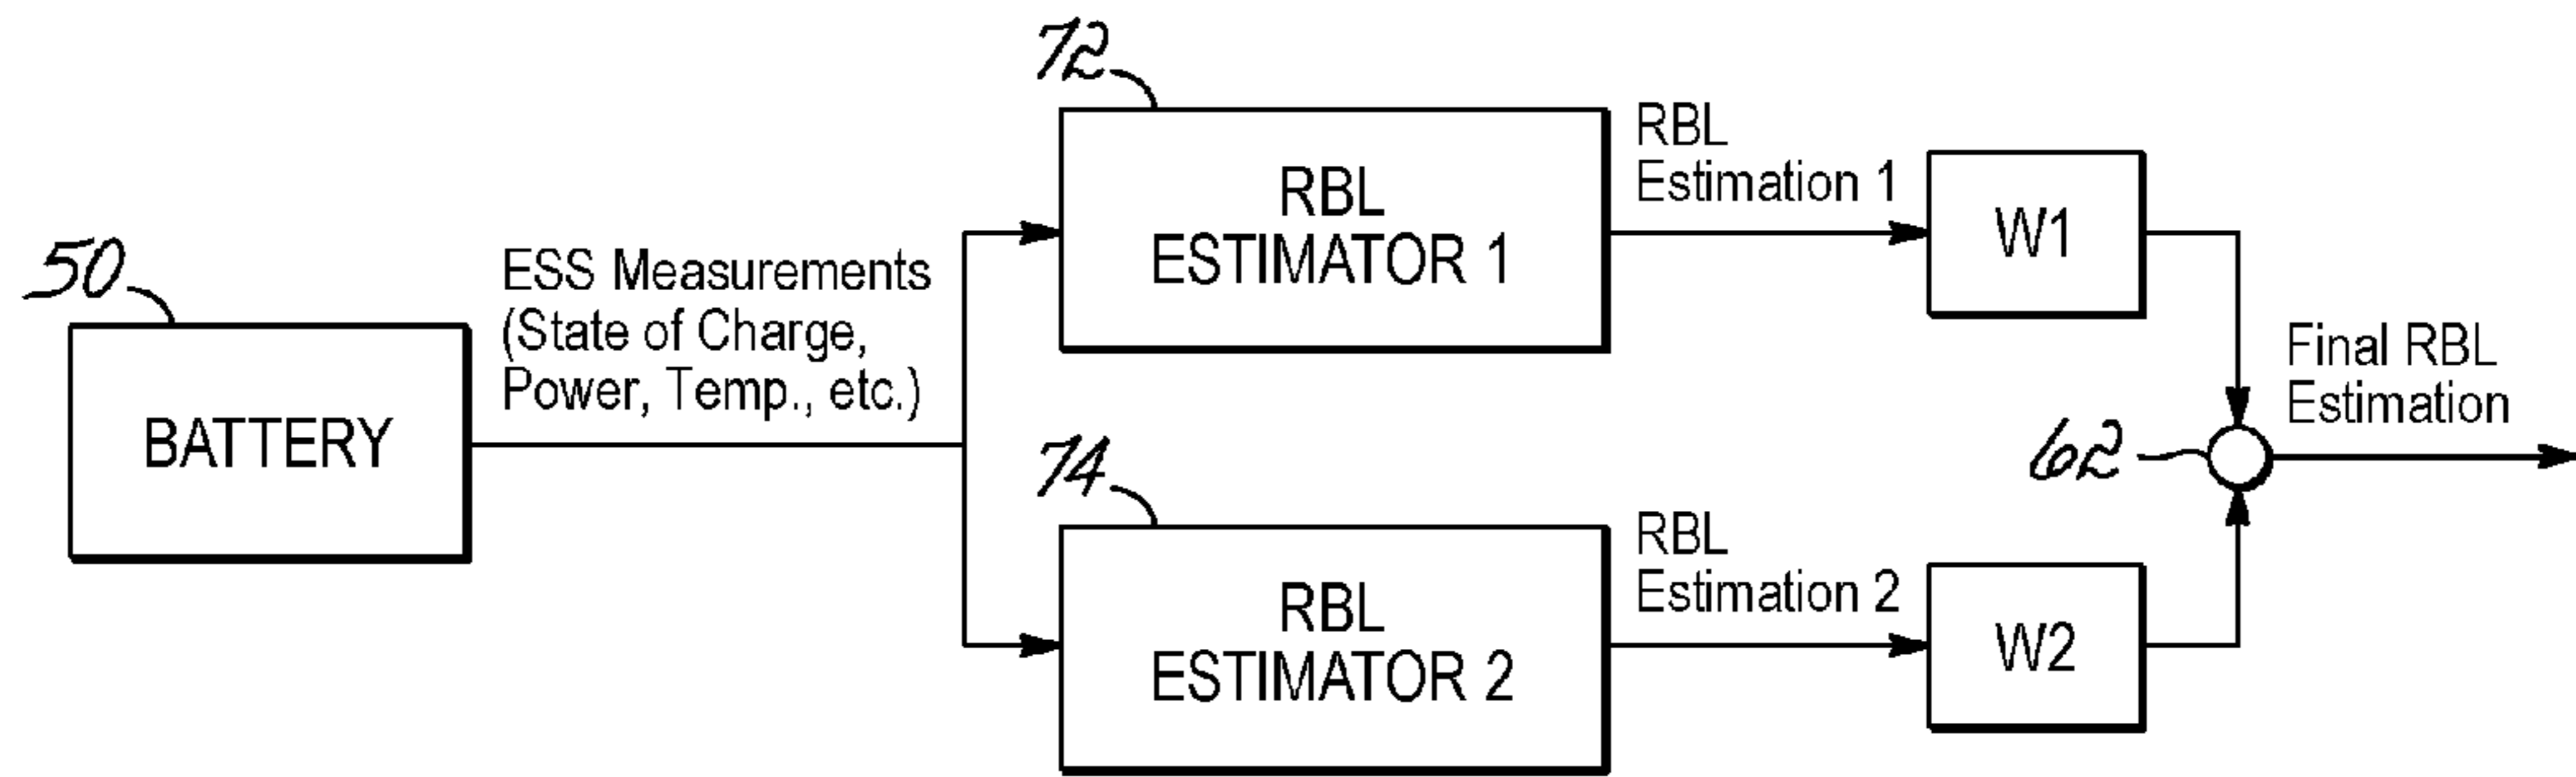 72
RBL
Estimation 1
RBL
ESTIMATOR 1
W1
50
ESS Measurements
(State of Charge,
Power, Temp., etc.)
BATTERY
Final RBL
Estimation
62
74
RBL
Estimation 2
RBL
ESTIMATOR 2
W2